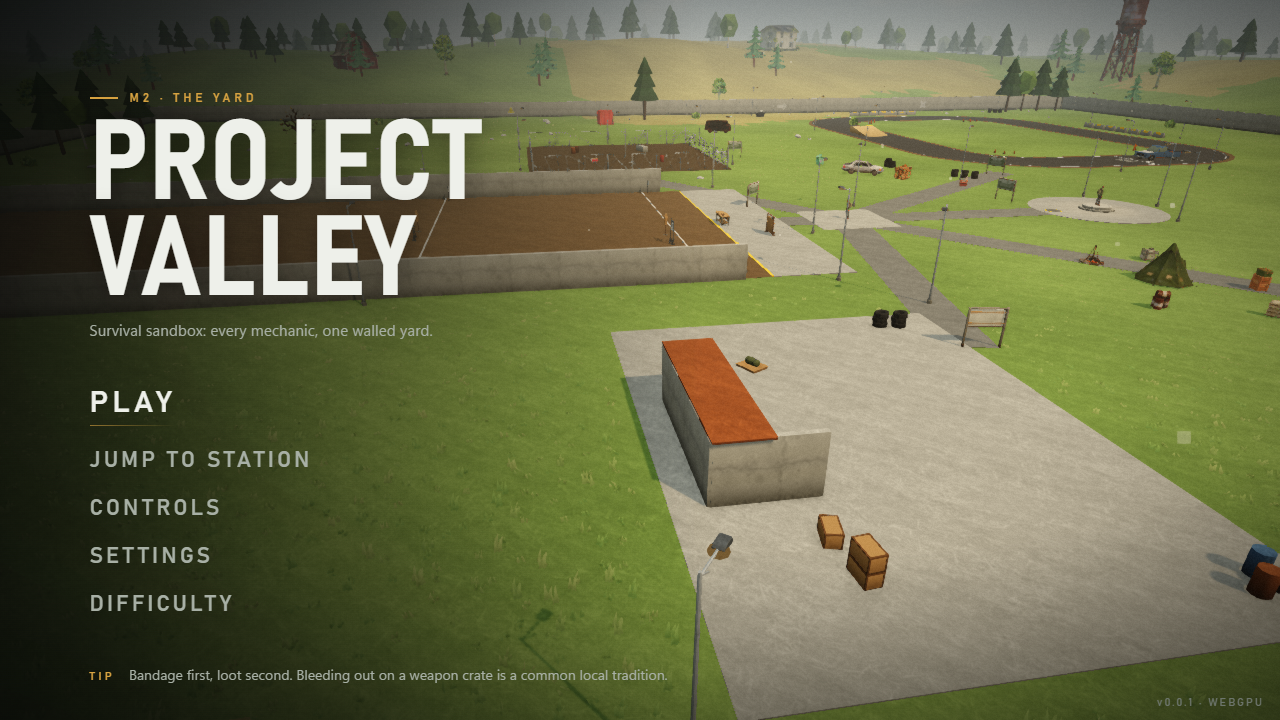 M2 · THE YARD
PROJECT
VALLEY
Survival sandbox: every mechanic, one walled yard.
PLAY
JUMP TO STATION
CONTROLS
SETTINGS
DIFFICULTY
TIP Bandage first, loot second. Bleeding out on a weapon crate is a common local tradition.
v0.0.1 · WEBGPU